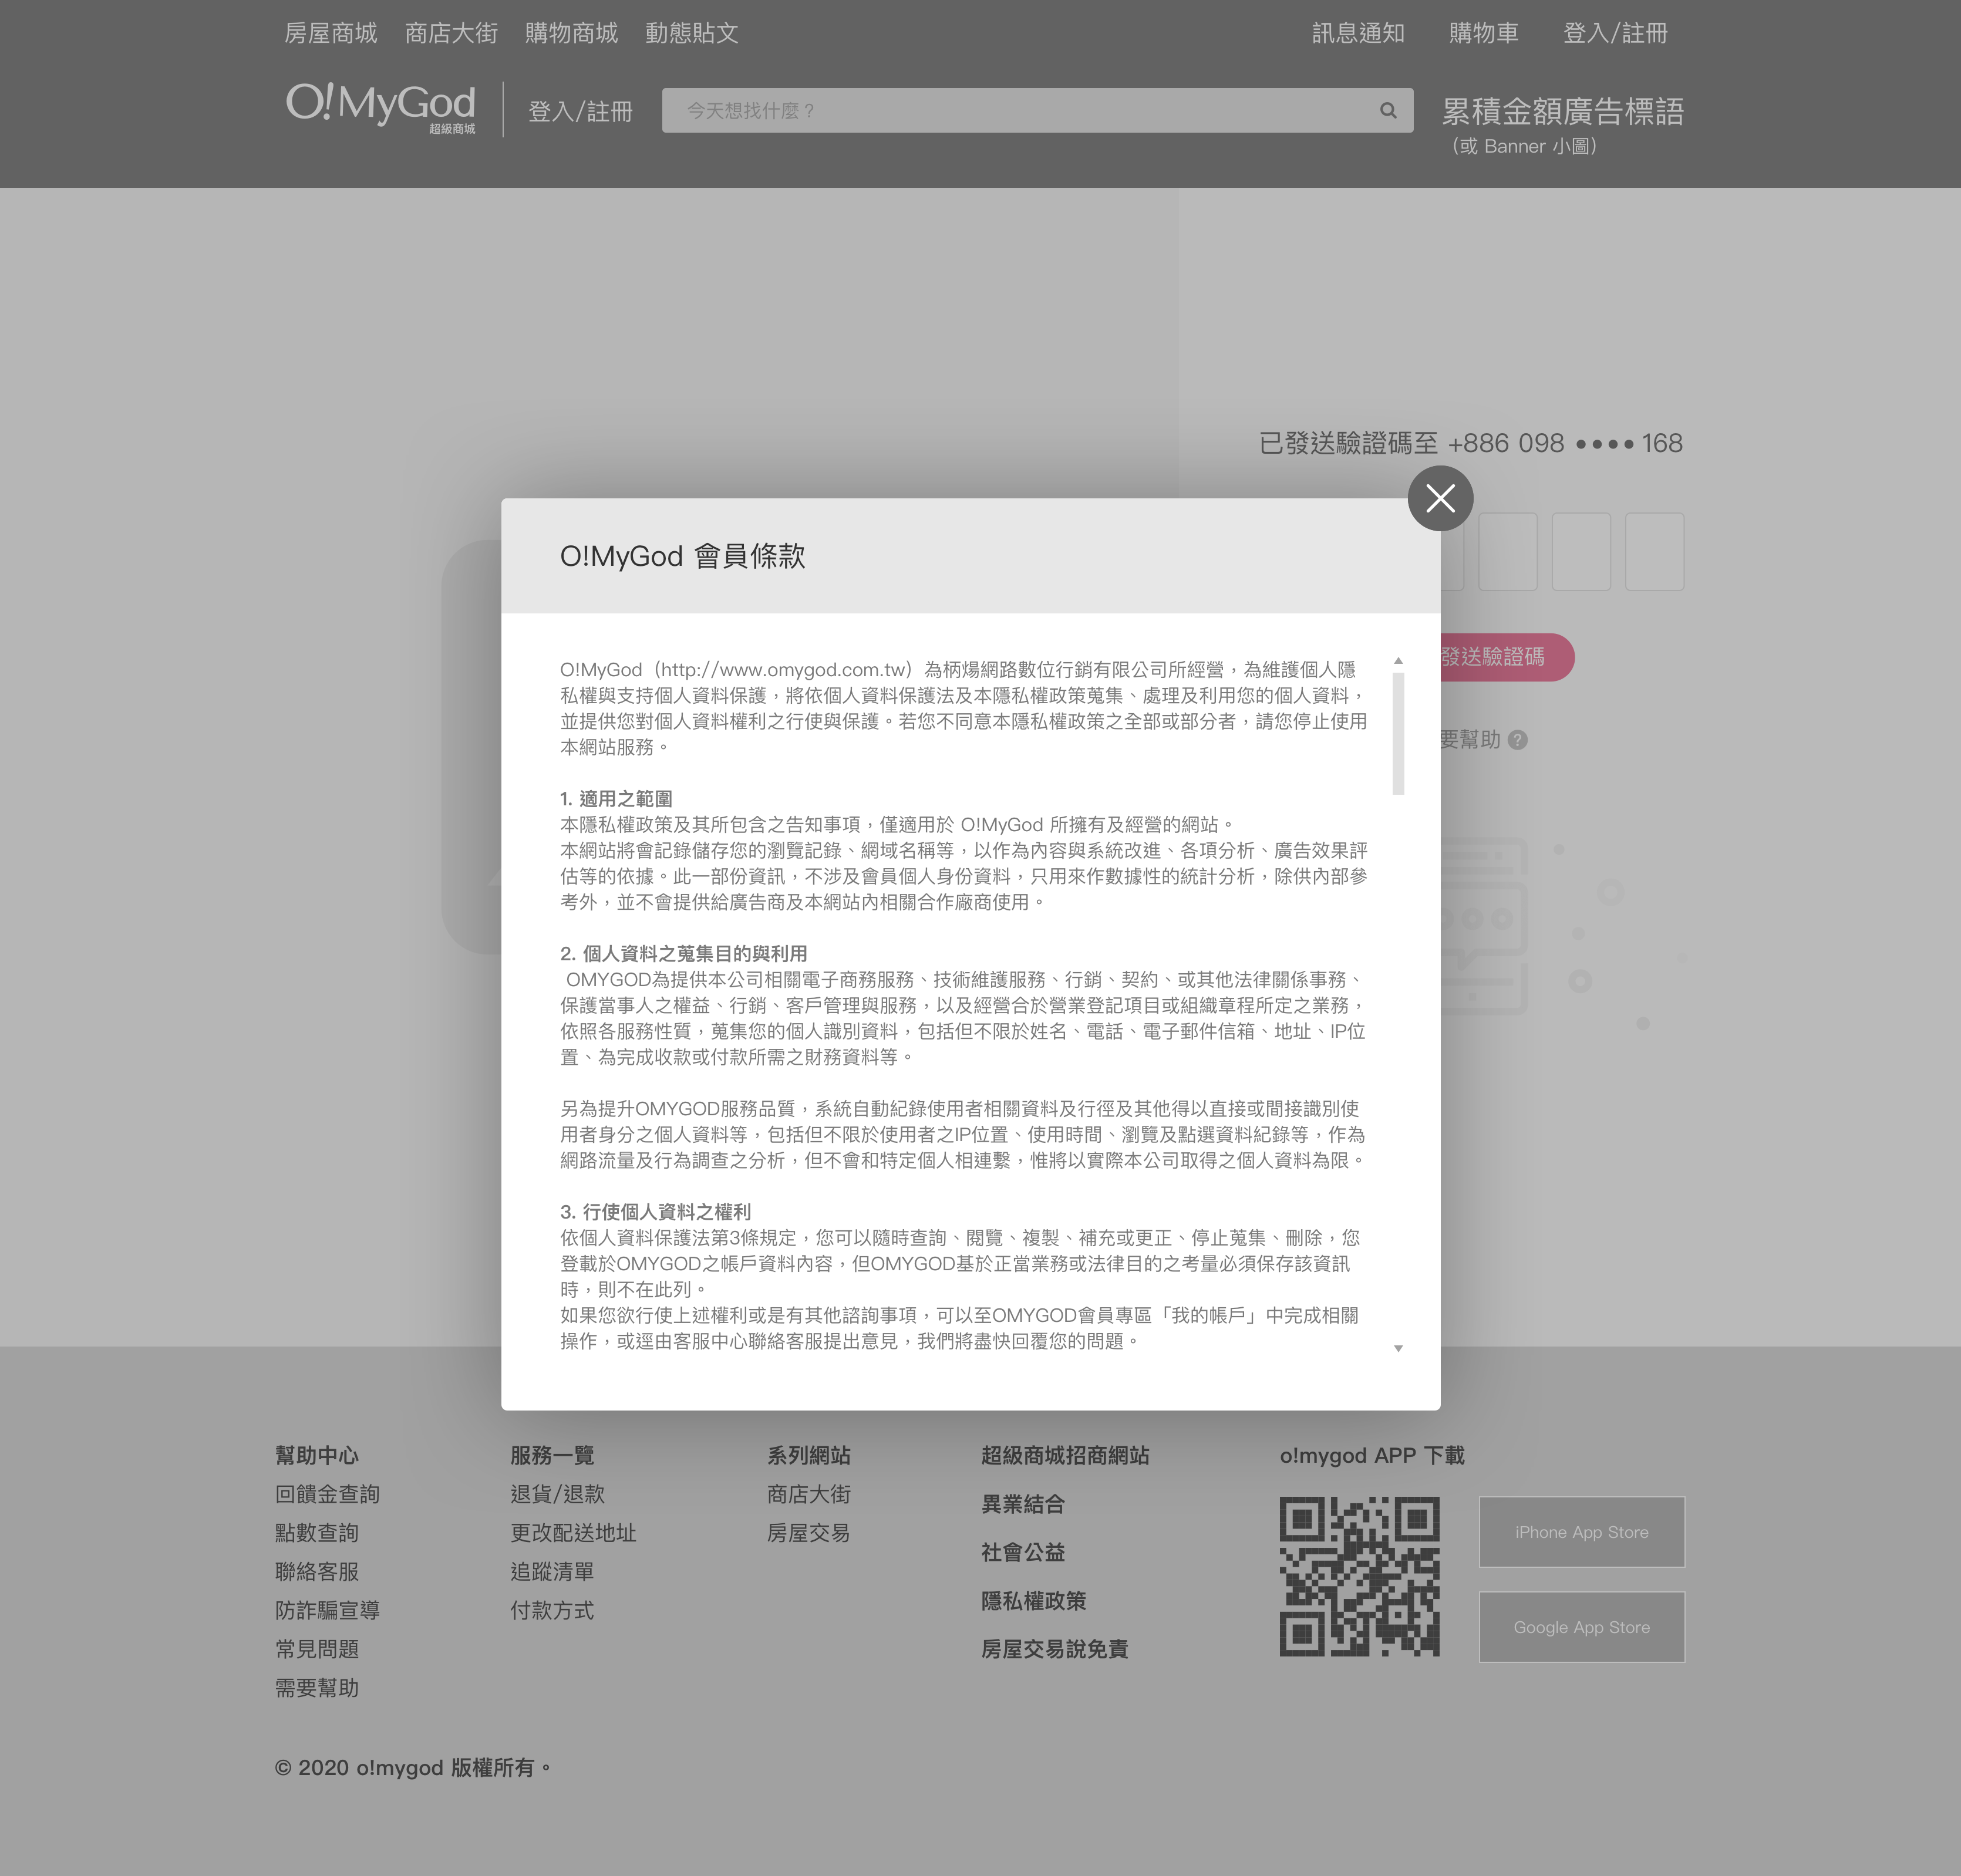 房屋商城 商店大街 購物商城 動態貼文 訊息通知 購物車 登入/註冊
O!MyGod 超級商城 登入/註冊 今天想找什麼？ 累積金額廣告標語
（或 Banner 小圖）
已發送驗證碼至 +886 098 •••• 168
O!MyGod 會員條款
發送驗證碼
要幫助 ?
O!MyGod（http://www.omygod.com.tw）為柄煬網路數位行銷有限公司所經營，為維護個人隱
私權與支持個人資料保護，將依個人資料保護法及本隱私權政策蒐集、處理及利用您的個人資料，
並提供您對個人資料權利之行使與保護。若您不同意本隱私權政策之全部或部分者，請您停止使用
本網站服務。
1. 適用之範圍
本隱私權政策及其所包含之告知事項，僅適用於 O!MyGod 所擁有及經營的網站。
本網站將會記錄儲存您的瀏覽記錄、網域名稱等，以作為內容與系統改進、各項分析、廣告效果評
估等的依據。此一部份資訊，不涉及會員個人身份資料，只用來作數據性的統計分析，除供內部參
考外，並不會提供給廣告商及本網站內相關合作廠商使用。
2. 個人資料之蒐集目的與利用
OMYGOD為提供本公司相關電子商務服務、技術維護服務、行銷、契約、或其他法律關係事務、
保護當事人之權益、行銷、客戶管理與服務，以及經營合於營業登記項目或組織章程所定之業務，
依照各服務性質，蒐集您的個人識別資料，包括但不限於姓名、電話、電子郵件信箱、地址、IP位
置、為完成收款或付款所需之財務資料等。
另為提升OMYGOD服務品質，系統自動紀錄使用者相關資料及行徑及其他得以直接或間接識別使
用者身分之個人資料等，包括但不限於使用者之IP位置、使用時間、瀏覽及點選資料紀錄等，作為
網路流量及行為調查之分析，但不會和特定個人相連繫，惟將以實際本公司取得之個人資料為限。
3. 行使個人資料之權利
依個人資料保護法第3條規定，您可以隨時查詢、閱覽、複製、補充或更正、停止蒐集、刪除，您
登載於OMYGOD之帳戶資料內容，但OMYGOD基於正當業務或法律目的之考量必須保存該資訊
時，則不在此列。
如果您欲行使上述權利或是有其他諮詢事項，可以至OMYGOD會員專區「我的帳戶」中完成相關
操作，或逕由客服中心聯絡客服提出意見，我們將盡快回覆您的問題。
幫助中心
回饋金查詢
點數查詢
聯絡客服
防詐騙宣導
常見問題
需要幫助
服務一覽
退貨/退款
更改配送地址
追蹤清單
付款方式
系列網站
商店大街
房屋交易
超級商城招商網站
異業結合
社會公益
隱私權政策
房屋交易說免責
o!mygod APP 下載
iPhone App Store
Google App Store
© 2020 o!mygod 版權所有。